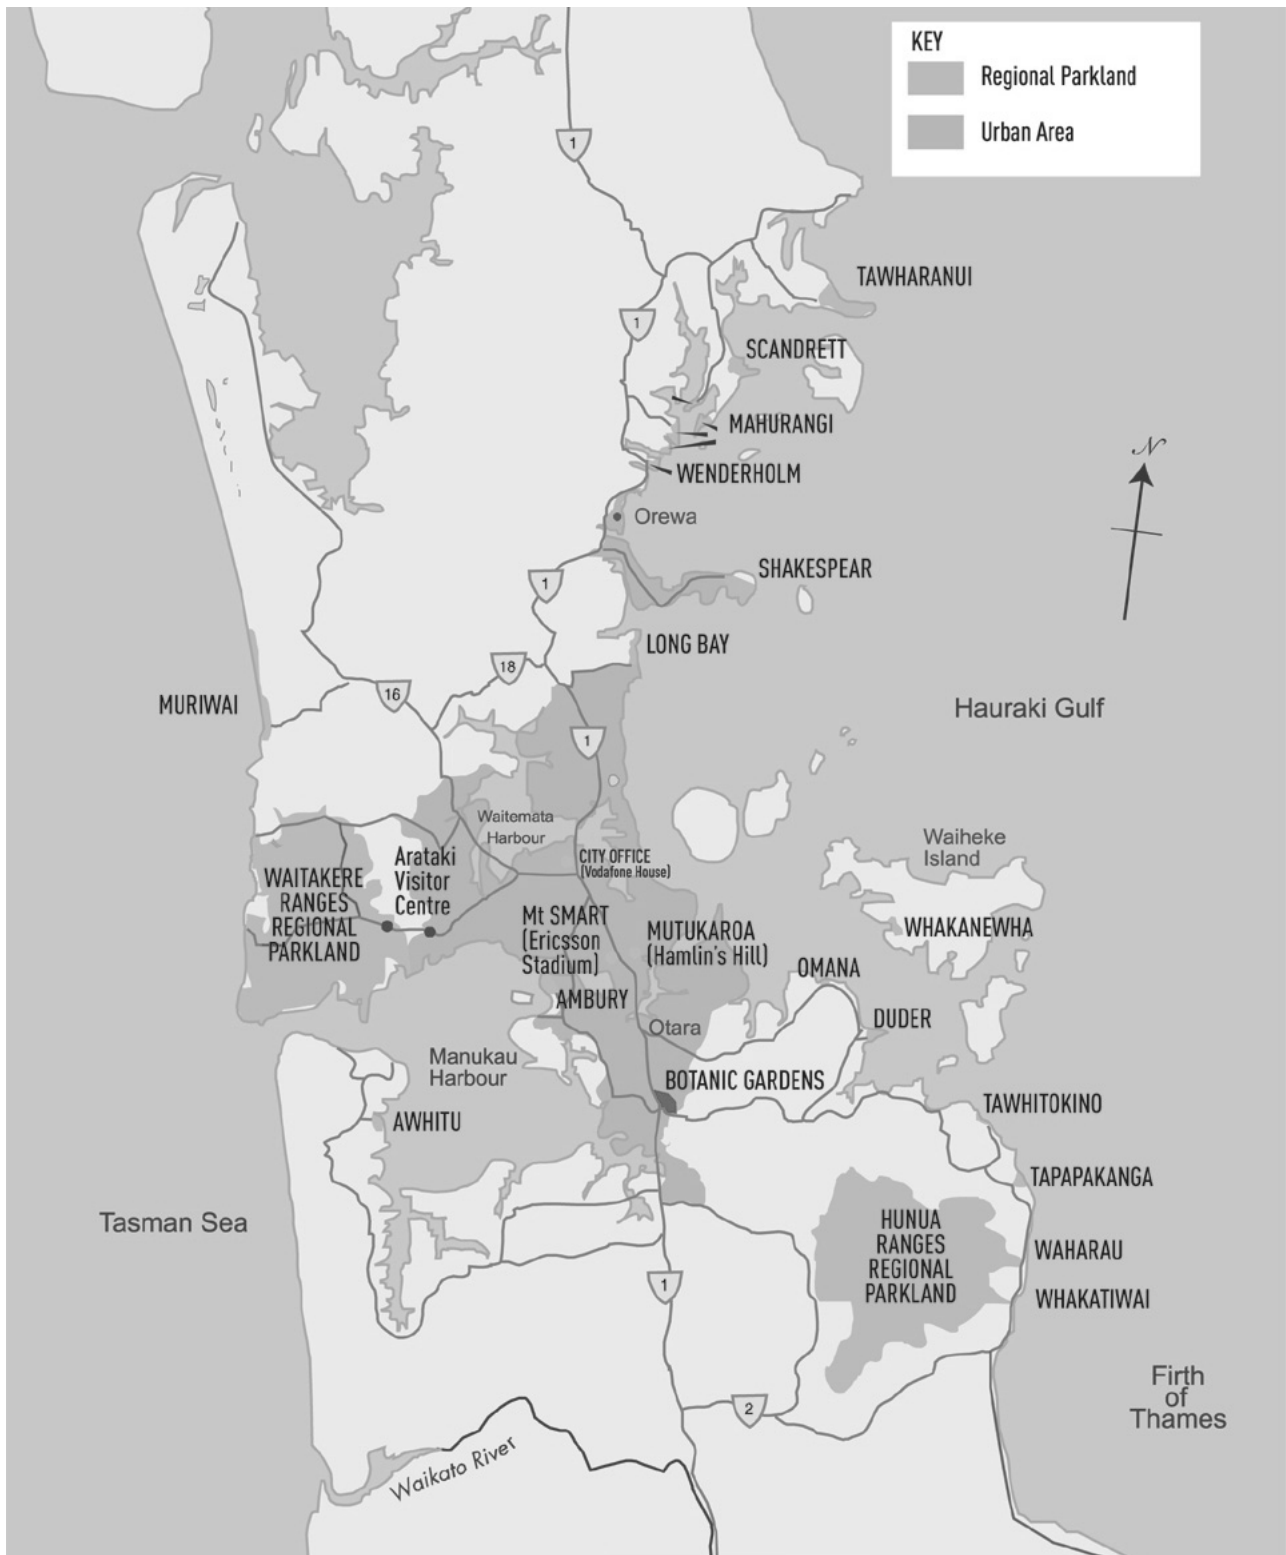 KEY
Regional Parkland
Urban Area
1
TAWHARANUI
1
SCANDRETT
MAHURANGI
N
WENDERHOLM
Orewa
SHAKESPEAR
1
LONG BAY
18
16
MURIWAI
Hauraki Gulf
1
Waitemata
Harbour
Waiheke
Island
CITY OFFICE
(Vodafone House)
Arataki
Visitor
Centre
WAITAKERE
RANGES
REGIONAL
PARKLAND
Mt SMART
(Ericsson
Stadium)
MUTUKAROA
(Hamlin's Hill)
WHAKANEWHA
OMANA
AMBURY
DUDER
Otara
Manukau
Harbour
BOTANIC GARDENS
TAWHITOKINO
AWHITU
TAPAPAKANGA
Tasman Sea
HUNUA
RANGES
REGIONAL
PARKLAND
WAHARAU
WHAKATIWAI
1
Firth
of
Thames
2
Waikato River